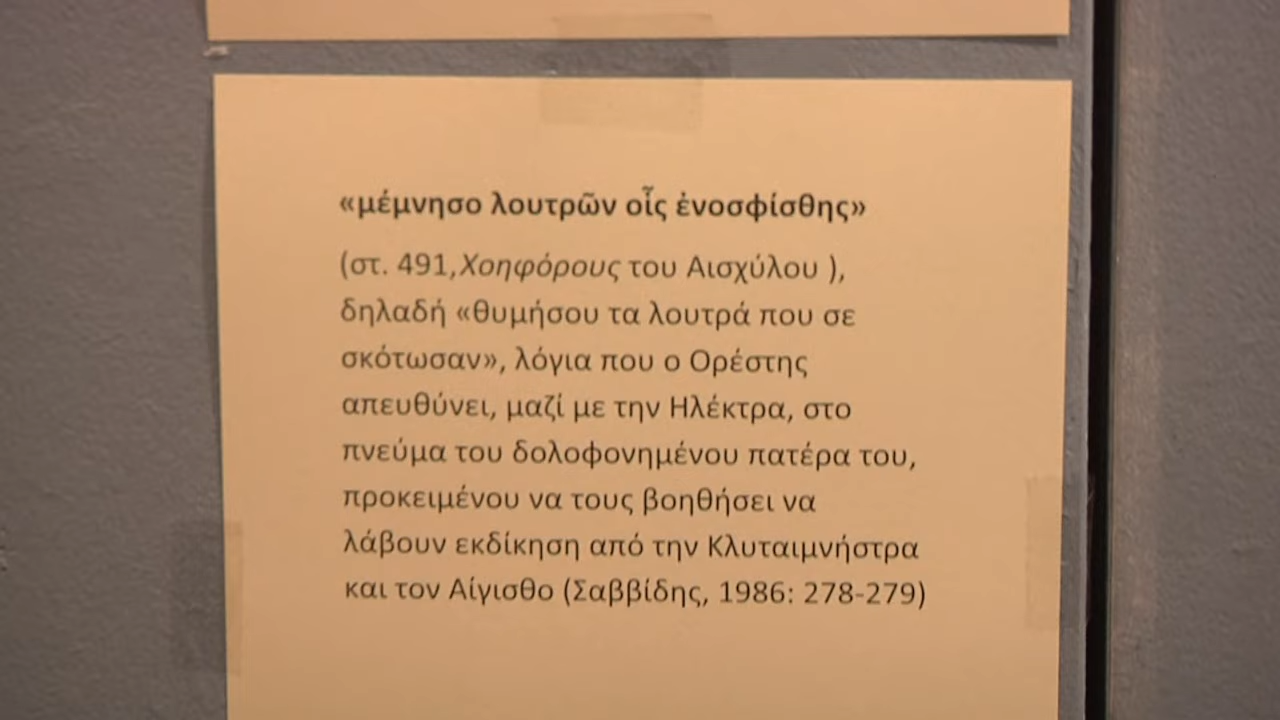 «μέμνησο λουτρῶν οἷς ἐνοσφίσθης»
(στ. 491,Χοηφόρους του Αισχύλου ),
δηλαδή «θυμήσου τα λουτρά που σε
σκότωσαν», λόγια που ο Ορέστης
απευθύνει, μαζί με την Ηλέκτρα, στο
πνεύμα του δολοφονημένου πατέρα του,
προκειμένου να τους βοηθήσει να
λάβουν εκδίκηση από την Κλυταιμνήστρα
και τον Αίγισθο (Σαββίδης, 1986: 278-279)